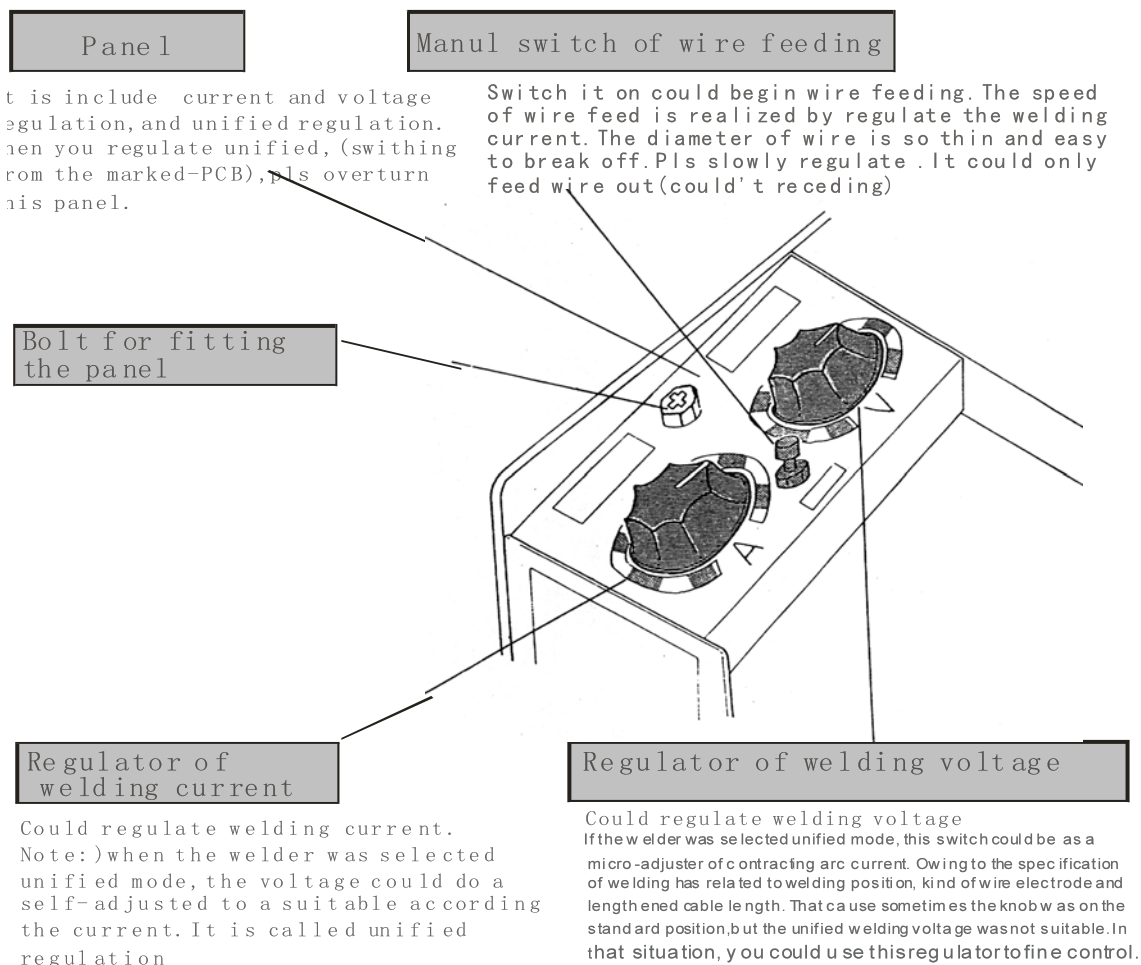 Panel
t is include current and voltage
egulation, and unified regulation.
hen you regulate unified, (swithing
rom the marked-PCB), pls overturn
his panel.
Manul switch of wire feeding
Switch it on could begin wire feeding. The speed
of wire feed is realized by regulate the welding
current. The diameter of wire is so thin and easy
to break off. Pls slowly regulate . It could only
feed wire out(could't receding)
Bolt for fitting
the panel
V
A
Regulator of
welding current
Could regulate welding current.
Note:)when the welder was selected
unified mode, the voltage could do a
self-adjusted to a suitable according
the current. It is called unified
regulation
Regulator of welding voltage
Could regulate welding voltage
If the welder was selected unified mode, this switch could be as a
micro-adjuster of contracting arc current. Owing to the specification
of welding has related to welding position, kind of wire electrode and
lengthened cable length. That cause sometimes the knob was on the
standard position, but the unified welding voltage was not suitable. In
that situation, you could use this regulator to fine control.